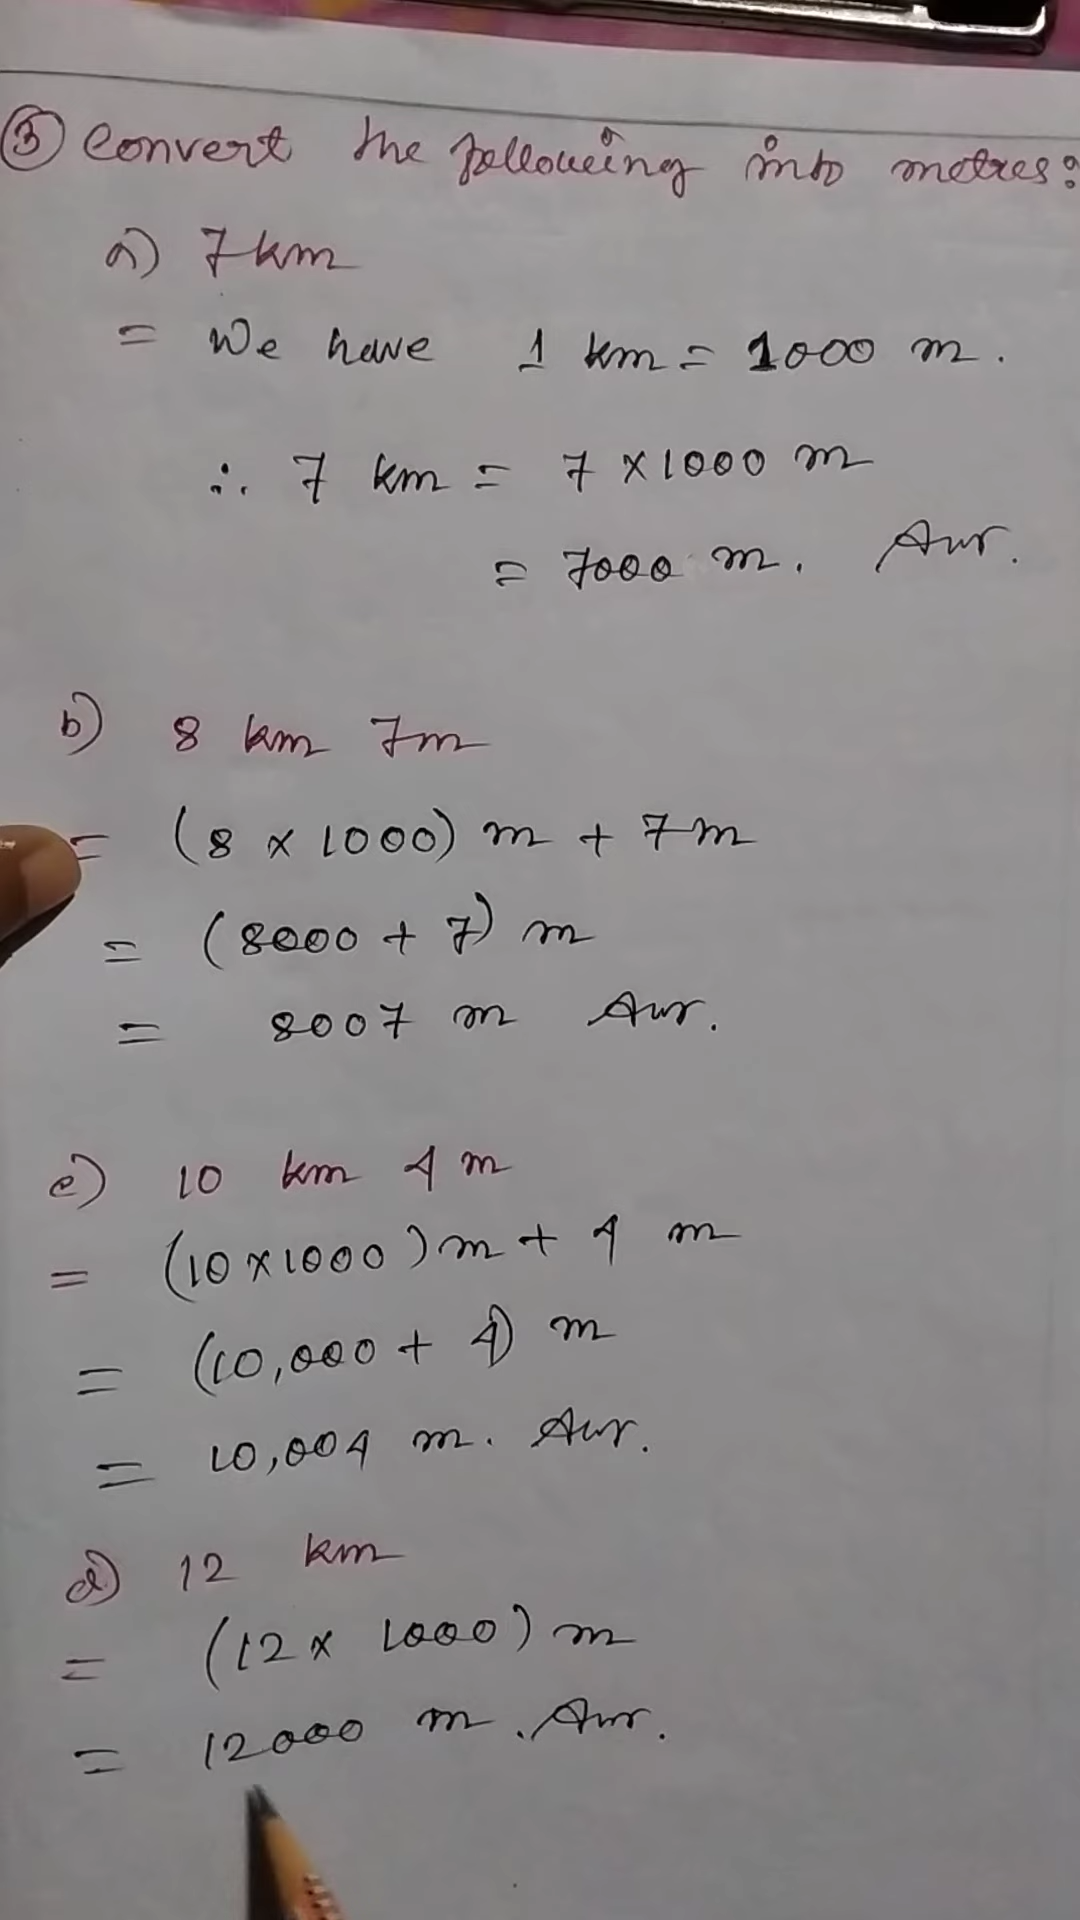 ③ Convert the following into metres:
a) 7 km
= We have 1 km = 1000 m.
∴ 7 km = 7 × 1000 m
= 7000 m. Ans.
b) 8 km 7m
= (8 × 1000) m + 7 m
= (8000 + 7) m
= 8007 m Ans.
c) 10 km 4 m
= (10 × 1000) m + 4 m
= (10,000 + 4) m
= 10,004 m. Ans.
d) 12 km
= (12 × 1000) m
= 12000 m. Ans.